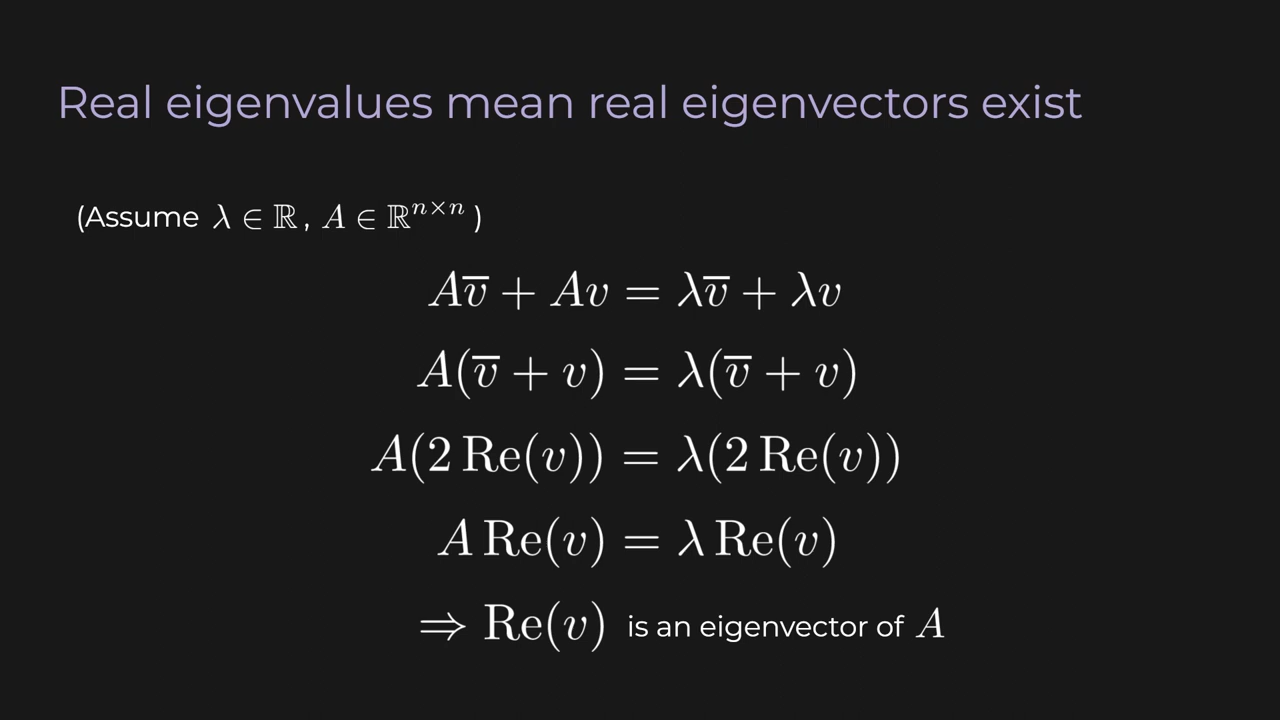 Real eigenvalues mean real eigenvectors exist
(Assume λ ∈ ℝ, A ∈ ℝⁿˣⁿ )
Av̅ + Av = λv̅ + λv
A(v̅ + v) = λ(v̅ + v)
A(2 Re(v)) = λ(2 Re(v))
A Re(v) = λ Re(v)
⇒ Re(v) is an eigenvector of A